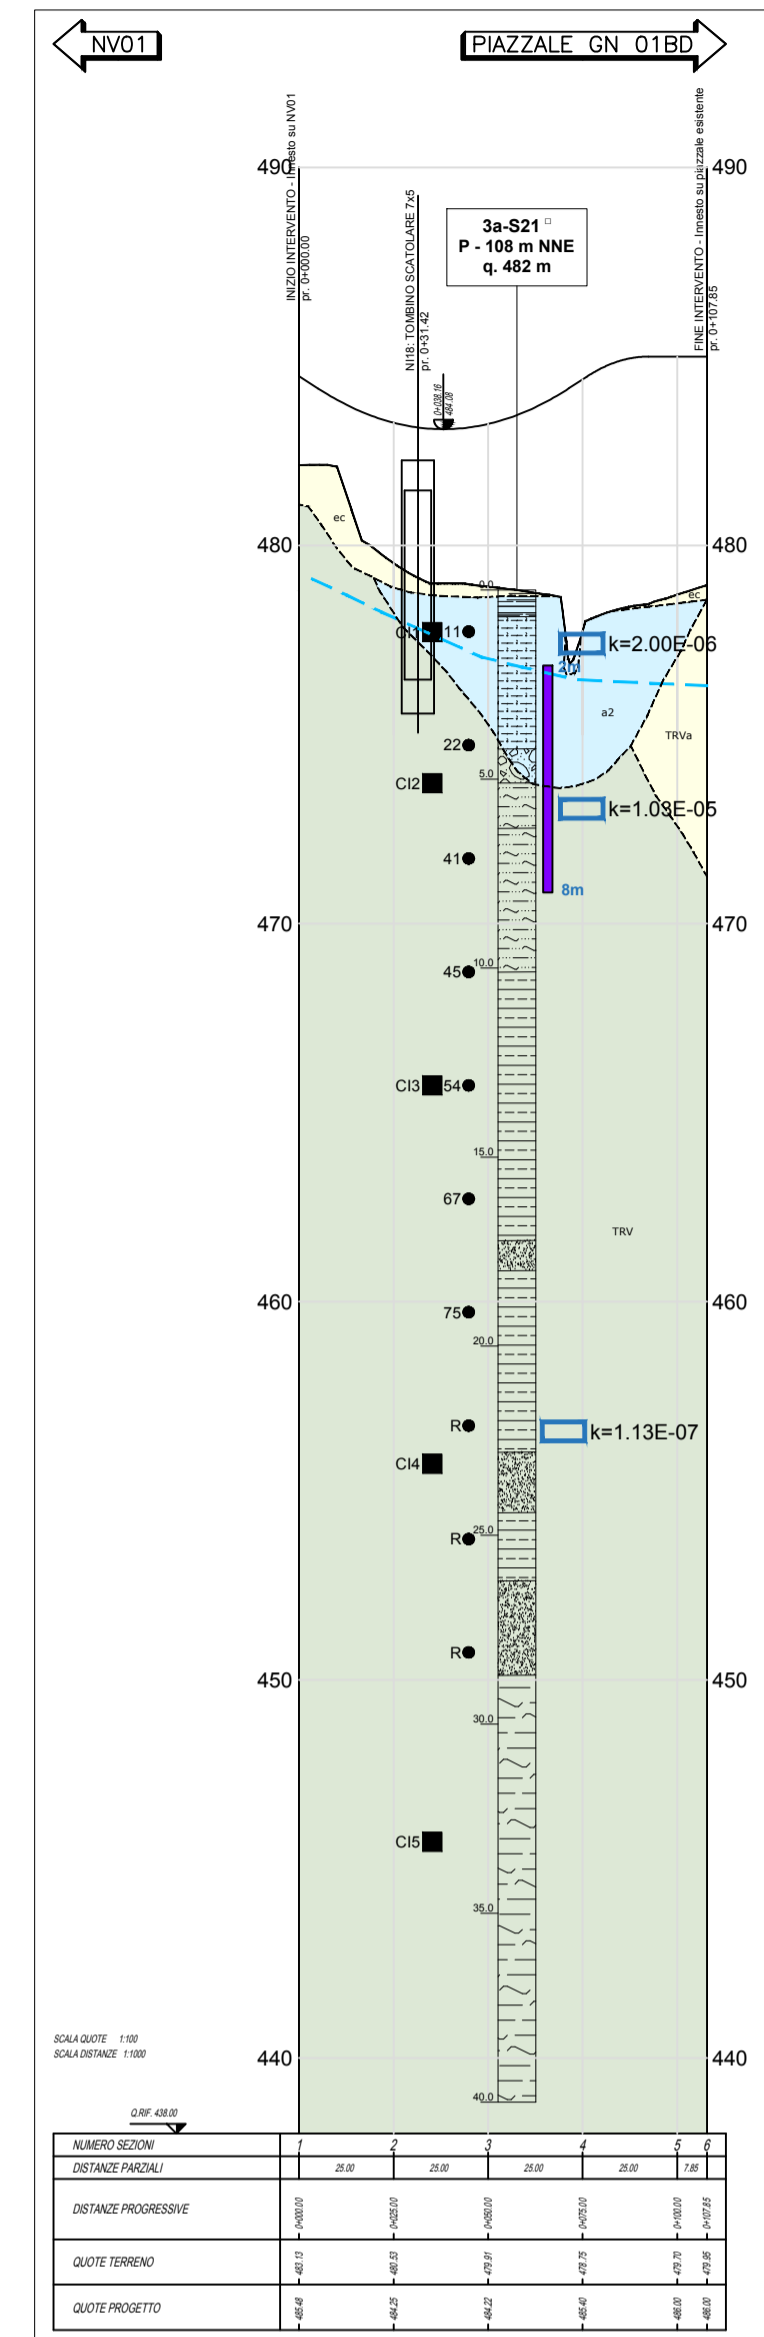 NV01
PIAZZALE GN 01BD
INIZIO INTERVENTO - Innesto su NV01
pr. 0+000.00
NI18: TOMBINO SCATOLARE 7x5
pr. 0+31.42
FINE INTERVENTO - Innesto su piazzale esistente
pr. 0+107.85
3a-S21
P - 108 m NNE
q. 482 m
0+038.16
484.08
490 490
480 480
470 470
460 460
450 450
440 440
ec
ec
a2
TRVa
TRV
0.0
5.0
10.0
15.0
20.0
25.0
30.0
35.0
40.0
CI1 11
22
CI2
41
45
CI3 54
67
75
R
CI4
R
R
CI5
k=2.00E-06
2m
k=1.03E-05
8m
k=1.13E-07
SCALA QUOTE 1:100
SCALA DISTANZE 1:1000
Q.RIF. 438.00
NUMERO SEZIONI 1 2 3 4 5 6
DISTANZE PARZIALI 25.00 25.00 25.00 25.00 7.85
DISTANZE PROGRESSIVE 0+000.00 0+025.00 0+050.00 0+075.00 0+100.00 0+107.85
QUOTE TERRENO 483.13 480.53 479.91 478.75 479.70 479.95
QUOTE PROGETTO 485.48 484.25 484.22 485.40 486.00 486.00